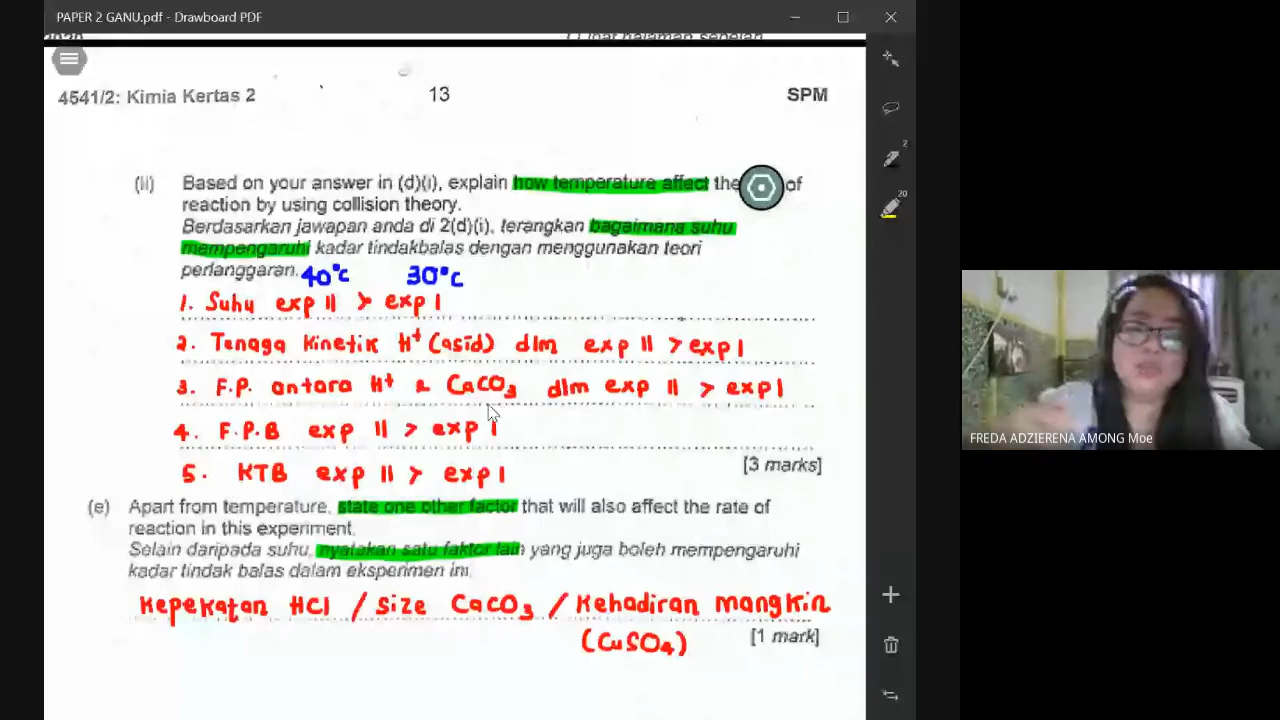 PAPER 2 GANU.pdf - Drawboard PDF
4541/2: Kimia Kertas 2 13 SPM
(ii) Based on your answer in (d)(i), explain how temperature affect the of
reaction by using collision theory.
Berdasarkan jawapan anda di 2(d)(i), terangkan bagaimana suhu
mempengaruhi kadar tindakbalas dengan menggunakan teori
perlanggaran.
40°c 30°c
1. Suhu exp II > exp I
2. Tenaga Kinetik H⁺ (asid) dlm exp II > exp I
3. F.P. antara H⁺ & CaCO₃ dlm exp II > exp I
4. F.P.B exp II > exp I
[3 marks]
5. KTB exp II > exp I
(e) Apart from temperature, state one other factor that will also affect the rate of
reaction in this experiment.
Selain daripada suhu, nyatakan satu faktor lain yang juga boleh mempengaruhi
kadar tindak balas dalam eksperimen ini.
Kepekatan HCl / Size CaCO₃ / Kehadiran mangkin
(CuSO₄)
[1 mark]
2
20
FREDA ADZIERENA AMONG Moe